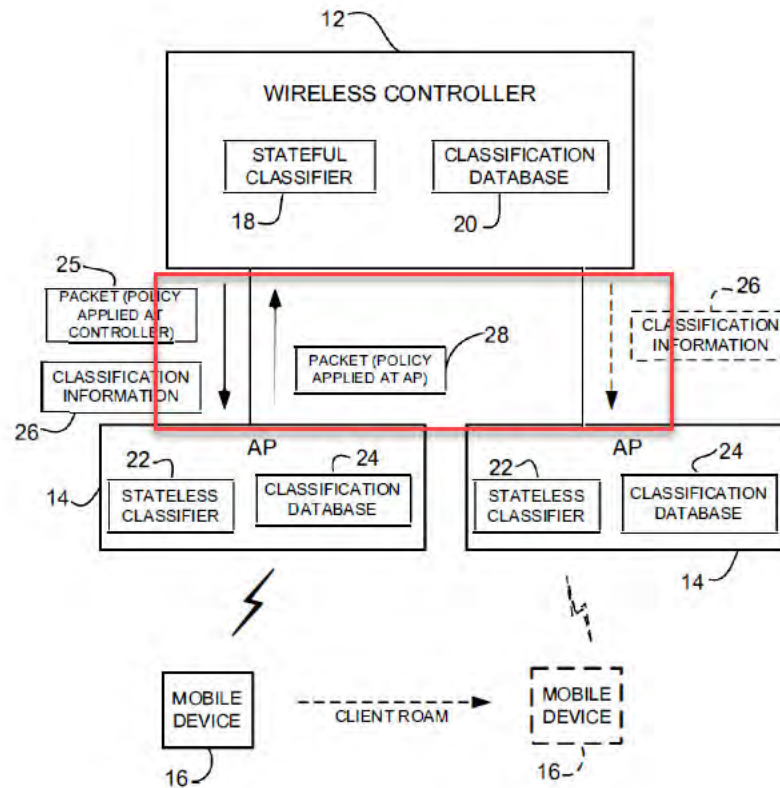 12
WIRELESS CONTROLLER
STATEFUL
CLASSIFIER
18
CLASSIFICATION
DATABASE
20
25
PACKET (POLICY
APPLIED AT
CONTROLLER)
CLASSIFICATION
INFORMATION
26
PACKET (POLICY
APPLIED AT AP)
28
26
CLASSIFICATION
INFORMATION
AP
22
24
14
STATELESS
CLASSIFIER
CLASSIFICATION
DATABASE
AP
22
24
STATELESS
CLASSIFIER
CLASSIFICATION
DATABASE
14
MOBILE
DEVICE
16
CLIENT ROAM
MOBILE
DEVICE
16